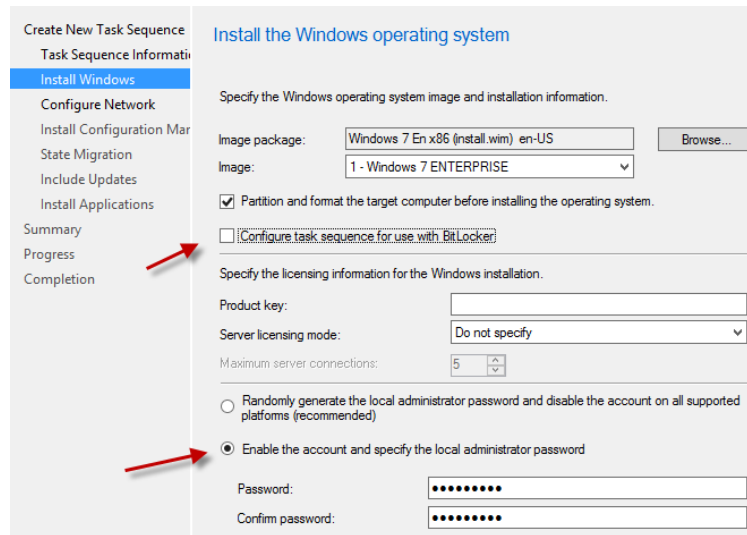 Create New Task Sequence
Task Sequence Informati
Install Windows
Configure Network
Install Configuration Mar
State Migration
Include Updates
Install Applications
Summary
Progress
Completion
Install the Windows operating system
Specify the Windows operating system image and installation information.
Image package:
Windows 7 En x86 (install.wim) en-US
Browse...
Image:
1 - Windows 7 ENTERPRISE
Partition and format the target computer before installing the operating system.
Configure task sequence for use with BitLocker
Specify the licensing information for the Windows installation.
Product key:
Server licensing mode:
Do not specify
Maximum server connections:
5
Randomly generate the local administrator password and disable the account on all supported
platforms (recommended)
Enable the account and specify the local administrator password
Password:
●●●●●●●●●
Confirm password:
●●●●●●●●●